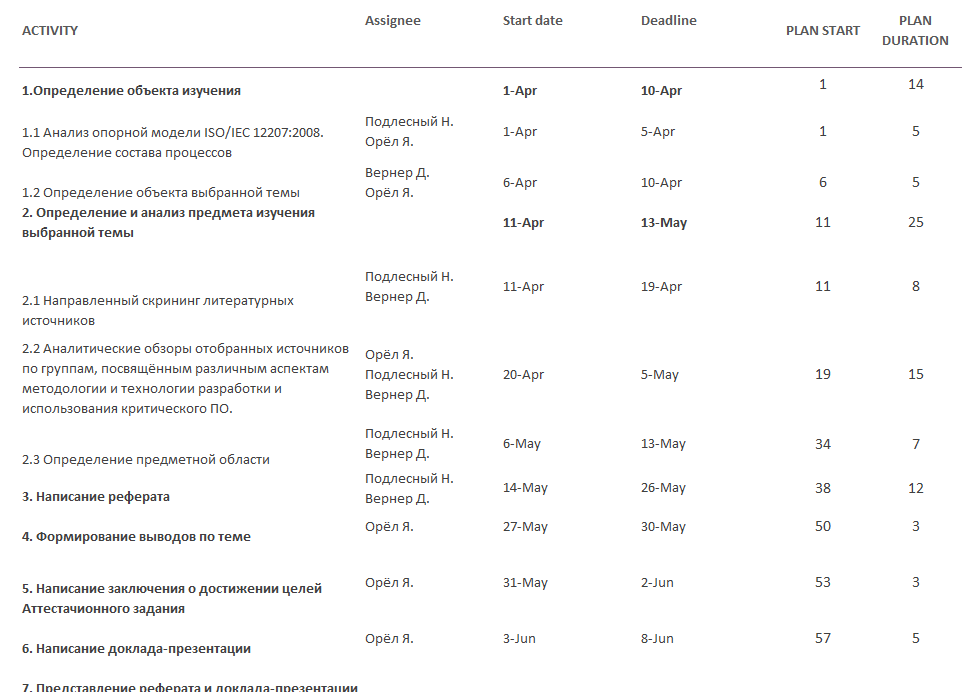 ACTIVITY Assignee Start date Deadline PLAN START PLAN DURATION
1.Определение объекта изучения 1-Apr 10-Apr 1 14
1.1 Анализ опорной модели ISO/IEC 12207:2008.
Определение состава процессов
Подлесный Н.
Орёл Я.
1-Apr 5-Apr 1 5
1.2 Определение объекта выбранной темы
Вернер Д.
Орёл Я.
6-Apr 10-Apr 6 5
2. Определение и анализ предмета изучения
выбранной темы
11-Apr 13-May 11 25
2.1 Направленный скрининг литературных
источников
Подлесный Н.
Вернер Д.
11-Apr 19-Apr 11 8
2.2 Аналитические обзоры отобранных источников
по группам, посвящённым различным аспектам
методологии и технологии разработки и
использования критического ПО.
Орёл Я.
Подлесный Н.
Вернер Д.
20-Apr 5-May 19 15
2.3 Определение предметной области
Подлесный Н.
Вернер Д.
6-May 13-May 34 7
3. Написание реферата
Подлесный Н.
Вернер Д.
14-May 26-May 38 12
4. Формирование выводов по теме Орёл Я. 27-May 30-May 50 3
5. Написание заключения о достижении целей
Аттестачионного задания
Орёл Я. 31-May 2-Jun 53 3
6. Написание доклада-презентации Орёл Я. 3-Jun 8-Jun 57 5
7. Представление реферата и доклада-презентации